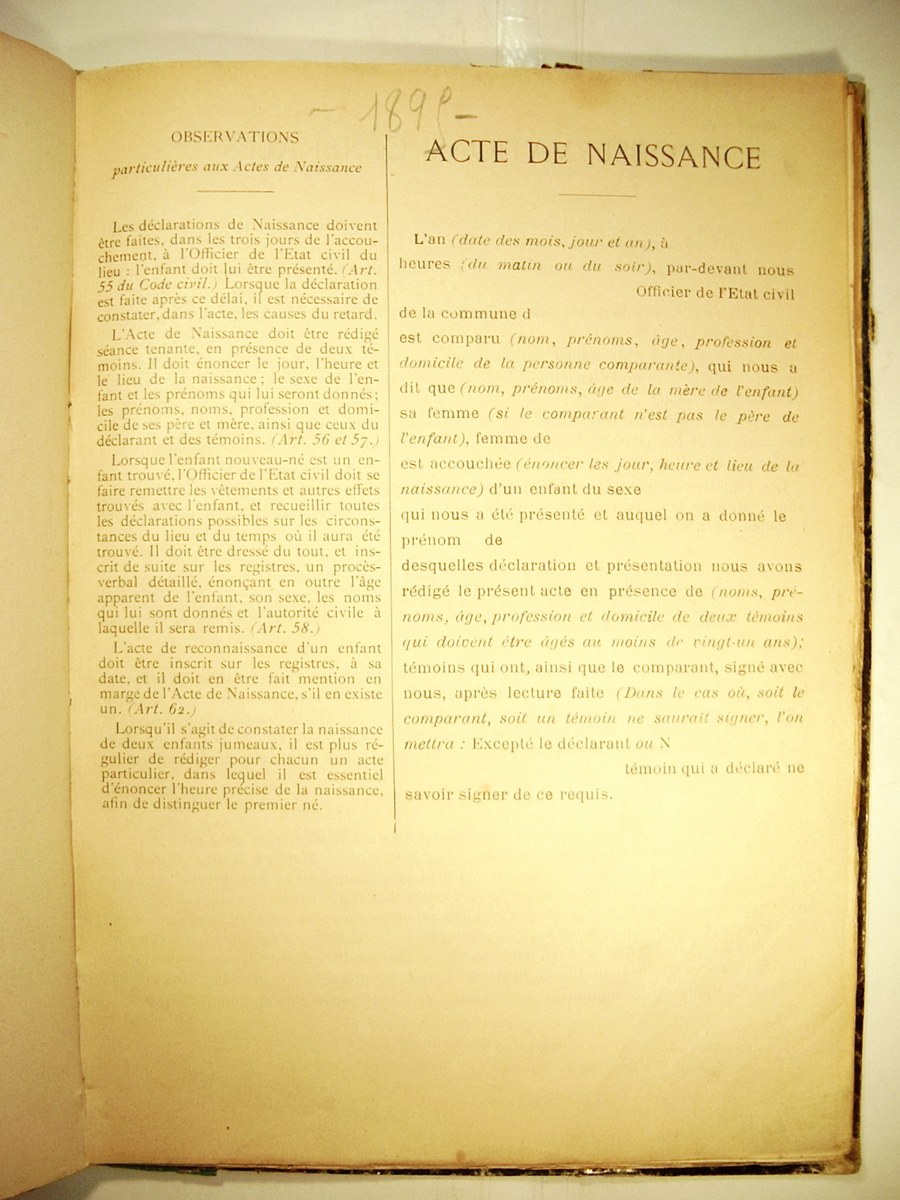 OBSERVATIONS
particulières aux Actes de Naissance
Les déclarations de Naissance doivent
être faites, dans les trois jours de l'accou-
chement, à l'Officier de l'Etat civil du
lieu : l'enfant doit lui être présenté. (Art.
55 du Code civil.) Lorsque la déclaration
est faite après ce délai, il est nécessaire de
constater, dans l'acte, les causes du retard.
L'Acte de Naissance doit être rédigé
séance tenante, en présence de deux té-
moins. Il doit énoncer le jour, l'heure et
le lieu de la naissance ; le sexe de l'en-
fant et les prénoms qui lui seront donnés ;
les prénoms, noms, profession et domi-
cile de ses père et mère, ainsi que ceux du
déclarant et des témoins. (Art. 56 et 57.)
Lorsque l'enfant nouveau-né est un en-
fant trouvé, l'Officier de l'Etat civil doit se
faire remettre les vêtements et autres effets
trouvés avec l'enfant, et recueillir toutes
les déclarations possibles sur les circons-
tances du lieu et du temps où il aura été
trouvé. Il doit être dressé du tout, et ins-
crit de suite sur les registres, un procès-
verbal détaillé, énonçant en outre l'âge
apparent de l'enfant, son sexe, les noms
qui lui sont donnés et l'autorité civile à
laquelle il sera remis. (Art. 58.)
L'acte de reconnaissance d'un enfant
doit être inscrit sur les registres, à sa
date, et il doit en être fait mention en
marge de l'Acte de Naissance, s'il en existe
un. (Art. 62.)
Lorsqu'il s'agit de constater la naissance
de deux enfants jumeaux, il est plus ré-
gulier de rédiger pour chacun un acte
particulier, dans lequel il est essentiel
d'énoncer l'heure précise de la naissance,
afin de distinguer le premier né.
ACTE DE NAISSANCE
L'an (date des mois, jour et an), à
heures (du matin ou du soir), par-devant nous
Officier de l'Etat civil
de la commune d
est comparu (nom, prénoms, âge, profession et
domicile de la personne comparante), qui nous a
dit que (nom, prénoms, âge de la mère de l'enfant)
sa femme (si le comparant n'est pas le père de
l'enfant), femme de
est accouchée (énoncer les jour, heure et lieu de la
naissance) d'un enfant du sexe
qui nous a été présenté et auquel on a donné le
prénom de
desquelles déclaration et présentation nous avons
rédigé le présent acte en présence de (noms, pré-
noms, âge, profession et domicile de deux témoins
qui doivent être âgés au moins de vingt-un ans);
témoins qui ont, ainsi que le comparant, signé avec
nous, après lecture faite (Dans le cas où, soit le
comparant, soit un témoin ne saurait signer, l'on
mettra : Excepté le déclarant ou N
témoin qui a déclaré ne
savoir signer de ce requis.